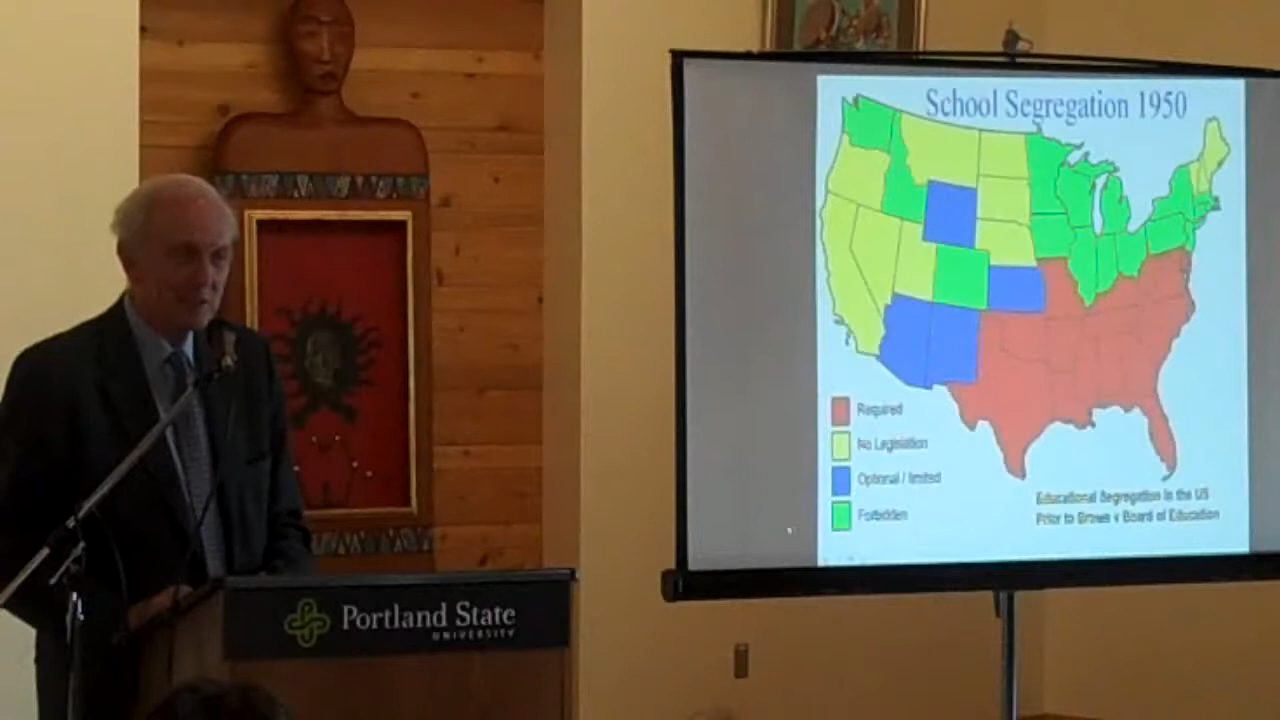 School Segregation 1950
Required
No Legislation
Optional / limited
Forbidden
Educational Segregation in the US
Prior to Brown v Board of Education
Portland State
UNIVERSITY